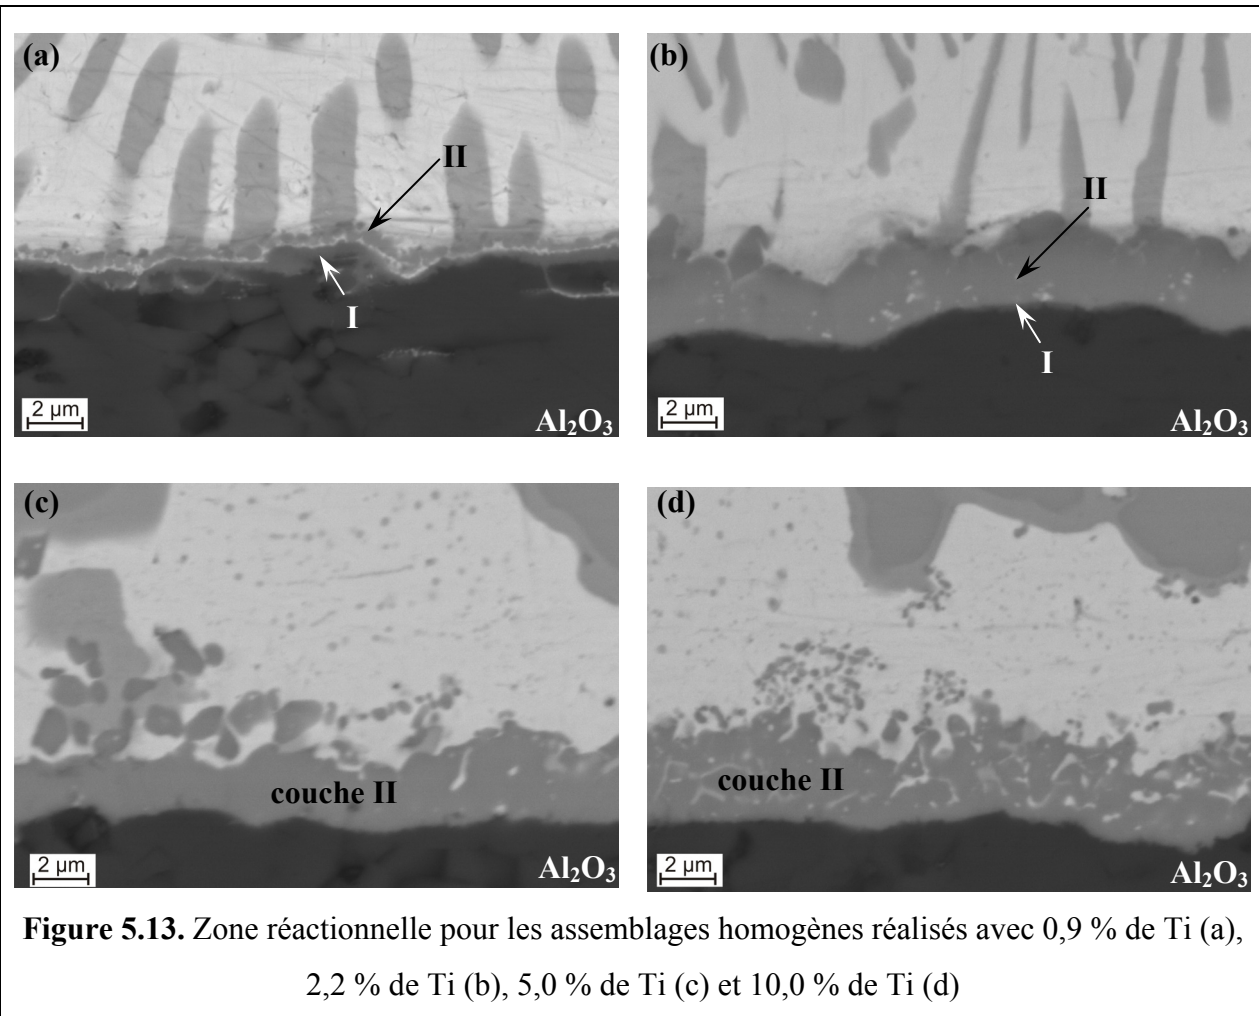 (a)
II
I
2 µm
Al₂O₃
(b)
II
I
2 µm
Al₂O₃
(c)
couche II
2 µm
Al₂O₃
(d)
couche II
2 µm
Al₂O₃
Figure 5.13. Zone réactionnelle pour les assemblages homogènes réalisés avec 0,9 % de Ti (a),
2,2 % de Ti (b), 5,0 % de Ti (c) et 10,0 % de Ti (d)